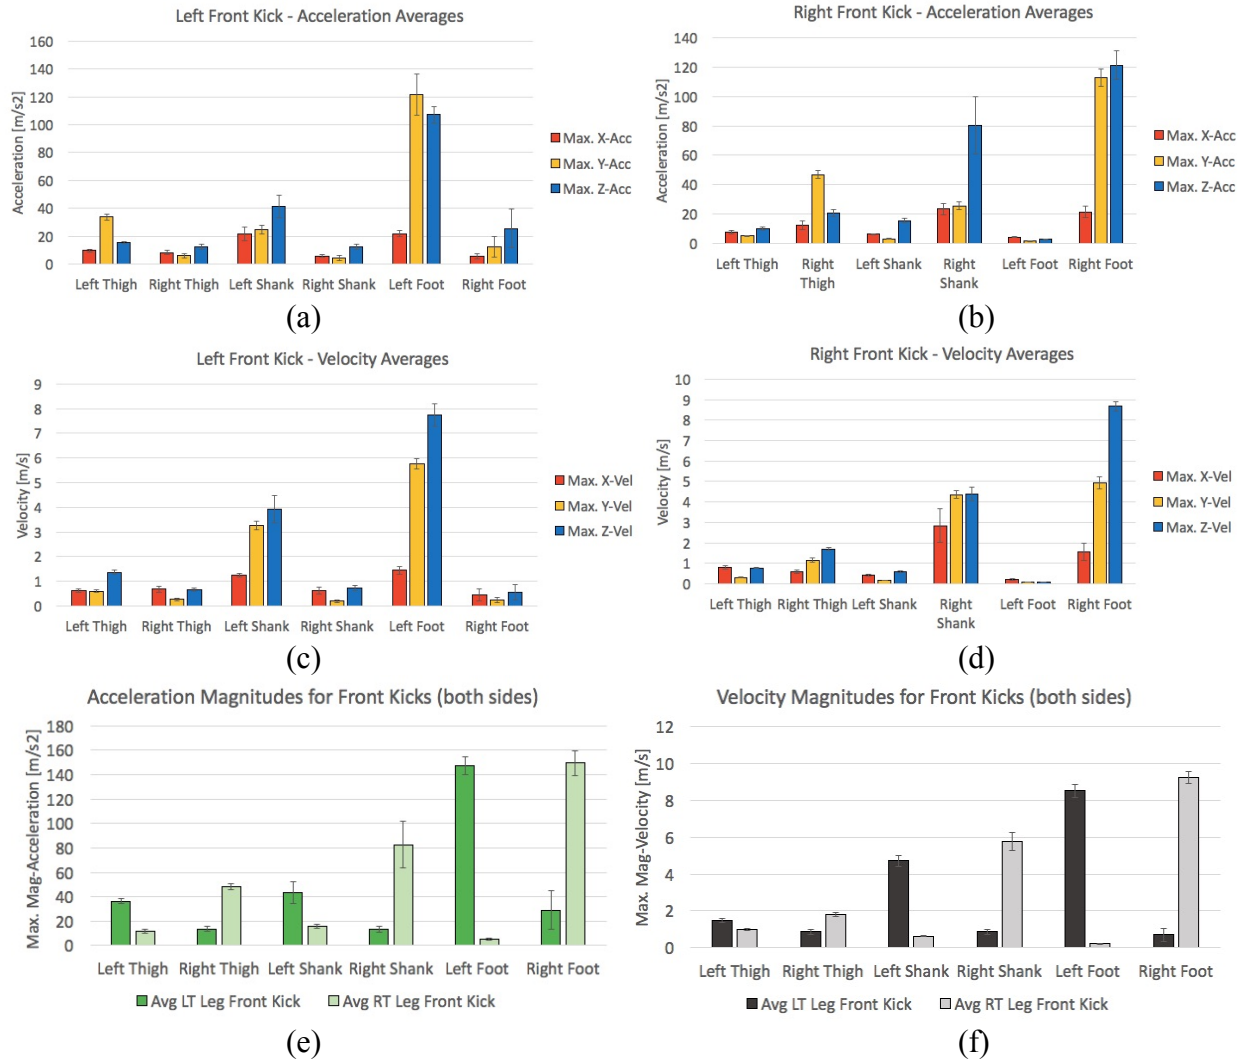 Left Front Kick - Acceleration Averages
Acceleration [m/s2]
160
140
120
100
80
60
40
20
0
Left Thigh
Right Thigh
Left Shank
Right Shank
Left Foot
Right Foot
Max. X-Acc
Max. Y-Acc
Max. Z-Acc
(a)
Right Front Kick - Acceleration Averages
Acceleration [m/s2]
140
120
100
80
60
40
20
0
Left Thigh
Right
Thigh
Left Shank
Right
Shank
Left Foot
Right Foot
Max. X-Acc
Max. Y-Acc
Max. Z-Acc
(b)
Left Front Kick - Velocity Averages
Velocity [m/s]
9
8
7
6
5
4
3
2
1
0
Left Thigh
Right Thigh
Left Shank
Right Shank
Left Foot
Right Foot
Max. X-Vel
Max. Y-Vel
Max. Z-Vel
(c)
Right Front Kick - Velocity Averages
Velocity [m/s]
10
9
8
7
6
5
4
3
2
1
0
Left Thigh
Right Thigh
Left Shank
Right
Shank
Left Foot
Right Foot
Max. X-Vel
Max. Y-Vel
Max. Z-Vel
(d)
Acceleration Magnitudes for Front Kicks (both sides)
Max. Mag-Acceleration [m/s2]
180
160
140
120
100
80
60
40
20
0
Left Thigh
Right Thigh
Left Shank
Right Shank
Left Foot
Right Foot
Avg LT Leg Front Kick
Avg RT Leg Front Kick
(e)
Velocity Magnitudes for Front Kicks (both sides)
Max. Mag-Velocity [m/s]
12
10
8
6
4
2
0
Left Thigh
Right Thigh
Left Shank
Right Shank
Left Foot
Right Foot
Avg LT Leg Front Kick
Avg RT Leg Front Kick
(f)